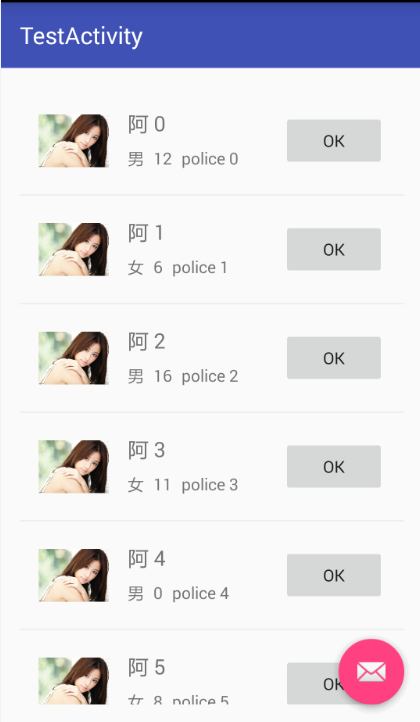 TestActivity
阿 0
男 12 police 0
OK
阿 1
女 6 police 1
OK
阿 2
男 16 police 2
OK
阿 3
女 11 police 3
OK
阿 4
男 0 police 4
OK
阿 5
女 8 police 5
OK